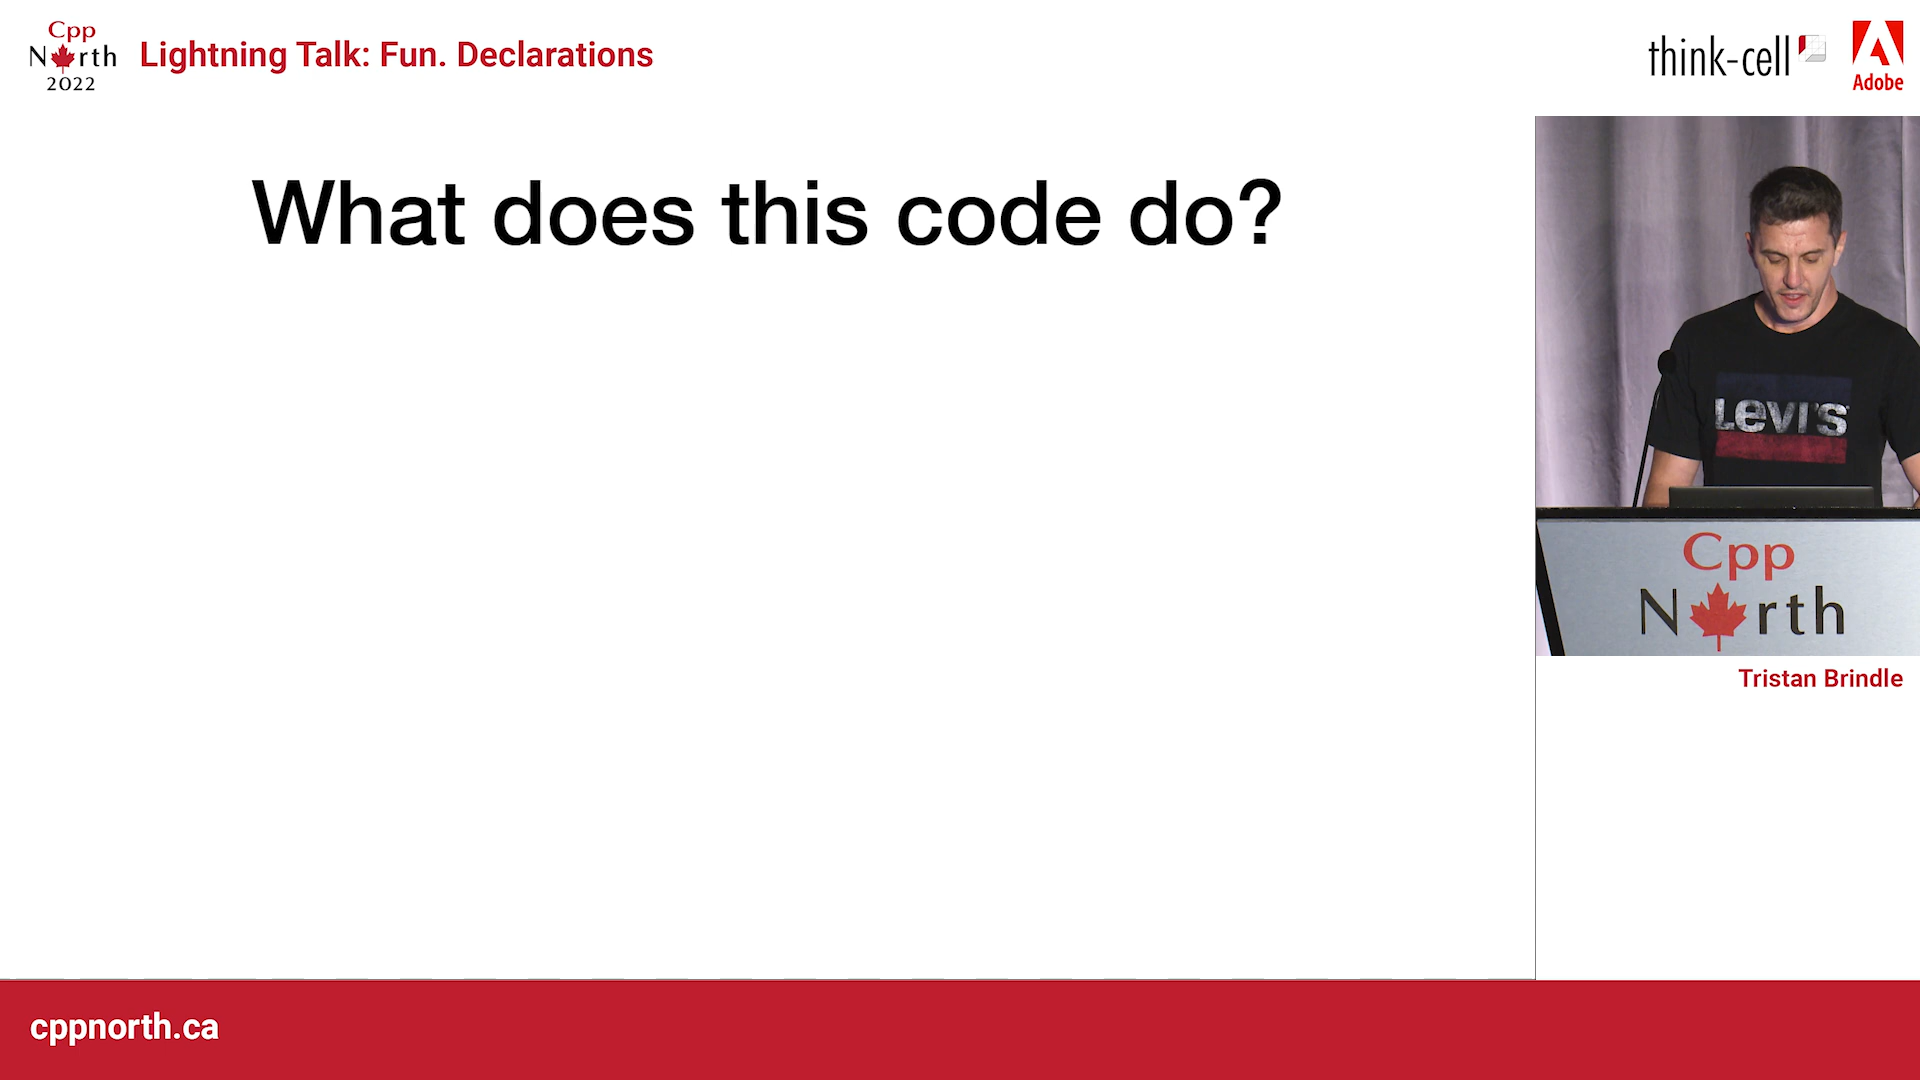 Cpp
North
2022
Lightning Talk: Fun. Declarations
think-cell
Adobe
What does this code do?
LEVI'S
Cpp
North
Tristan Brindle
cppnorth.ca